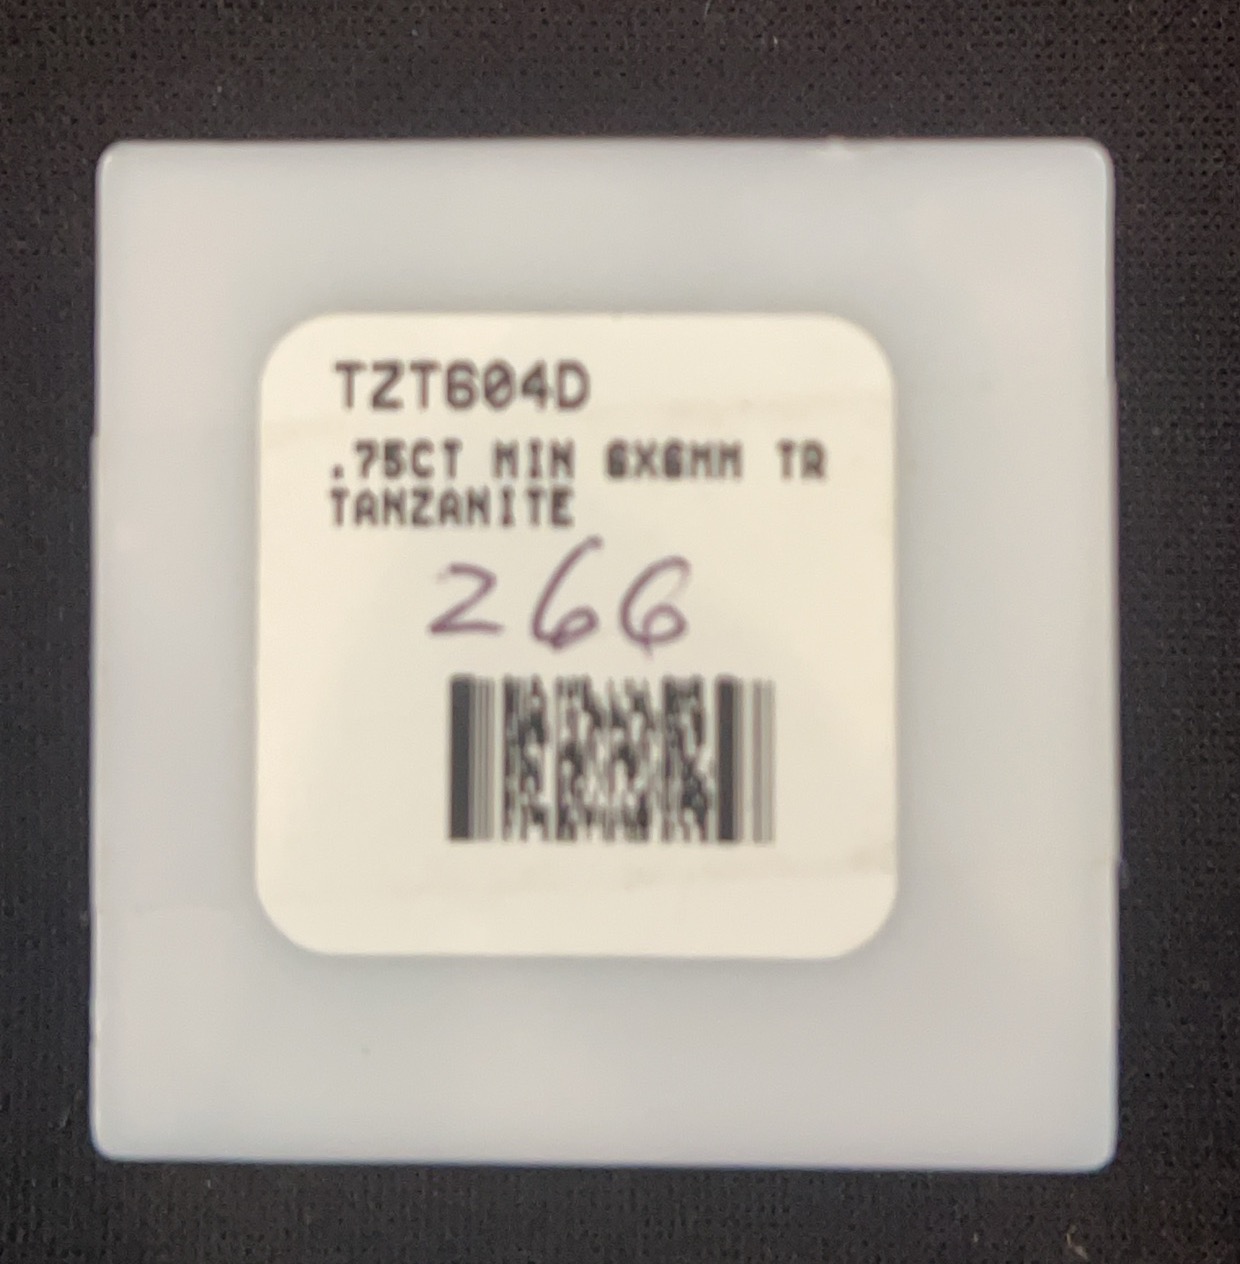 TZT604D
.75CT MIN 6X6MM TR
TANZANITE
266